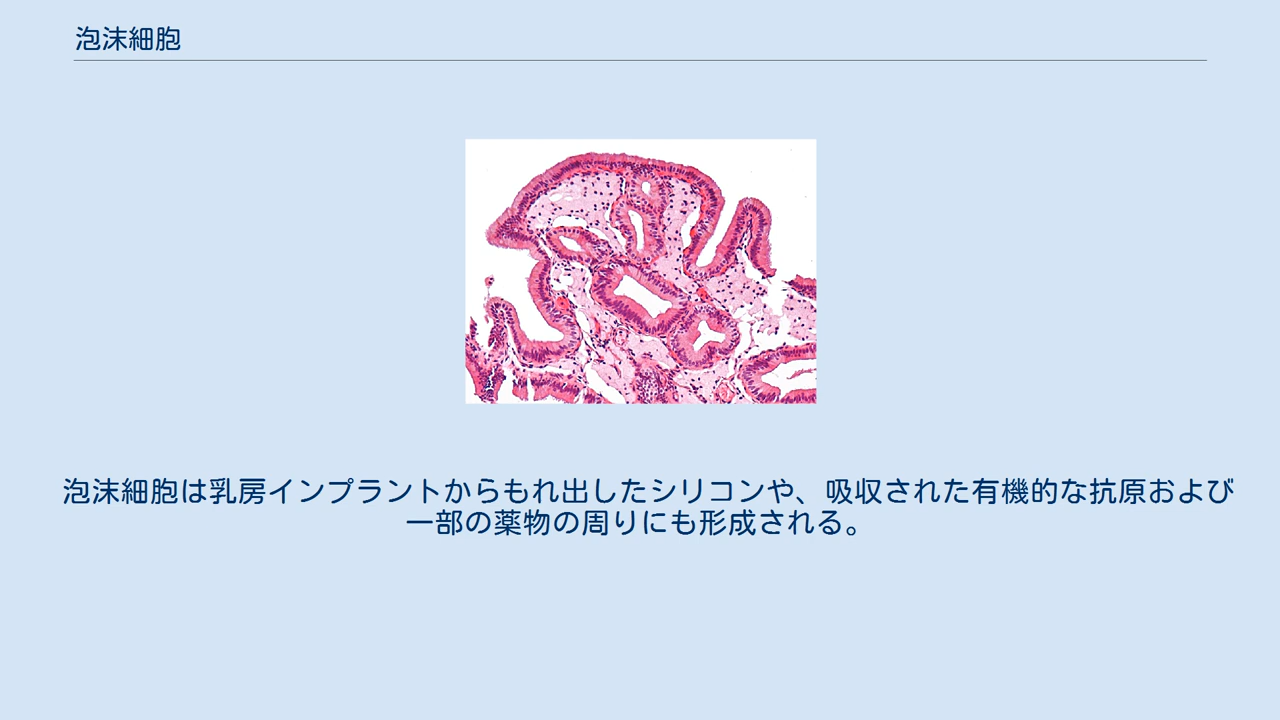 泡沫細胞
泡沫細胞は乳房インプラントからもれ出したシリコンや、吸収された有機的な抗原および
一部の薬物の周りにも形成される。